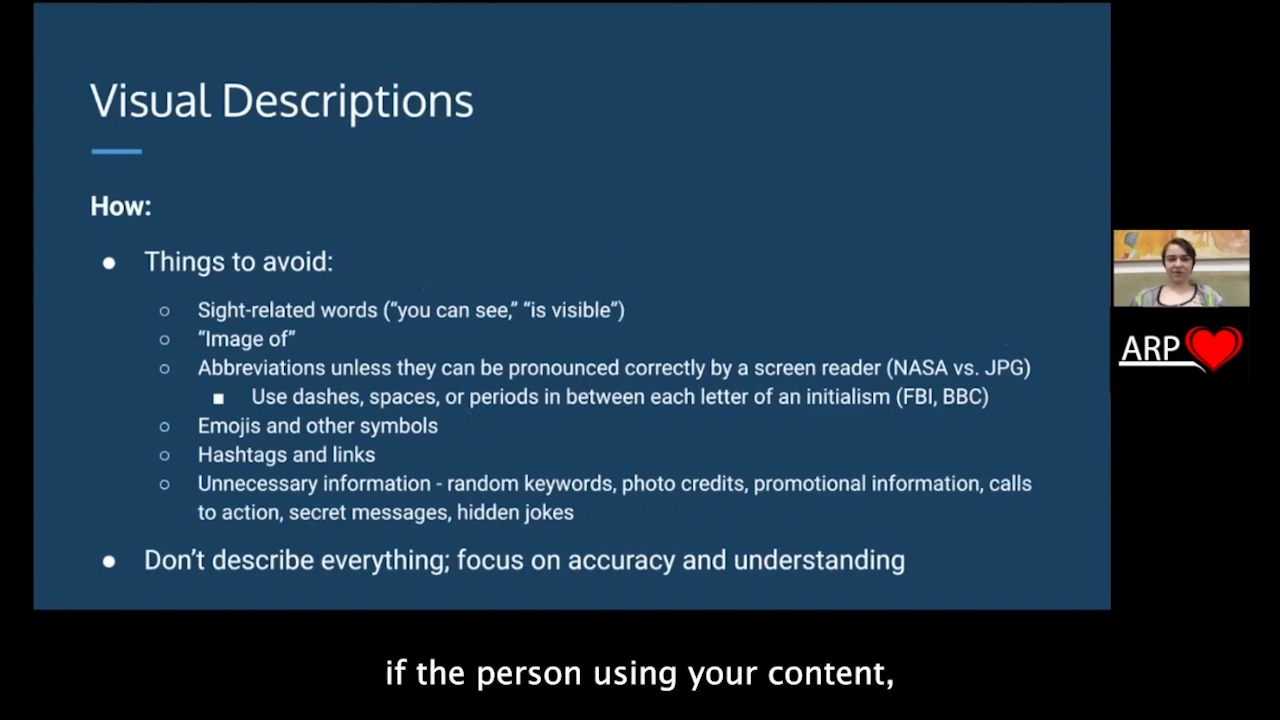 Visual Descriptions
How:
● Things to avoid:
○ Sight-related words (“you can see,” “is visible”)
○ “Image of”
○ Abbreviations unless they can be pronounced correctly by a screen reader (NASA vs. JPG)
■ Use dashes, spaces, or periods in between each letter of an initialism (FBI, BBC)
○ Emojis and other symbols
○ Hashtags and links
○ Unnecessary information - random keywords, photo credits, promotional information, calls
to action, secret messages, hidden jokes
● Don’t describe everything; focus on accuracy and understanding
ARP
if the person using your content,